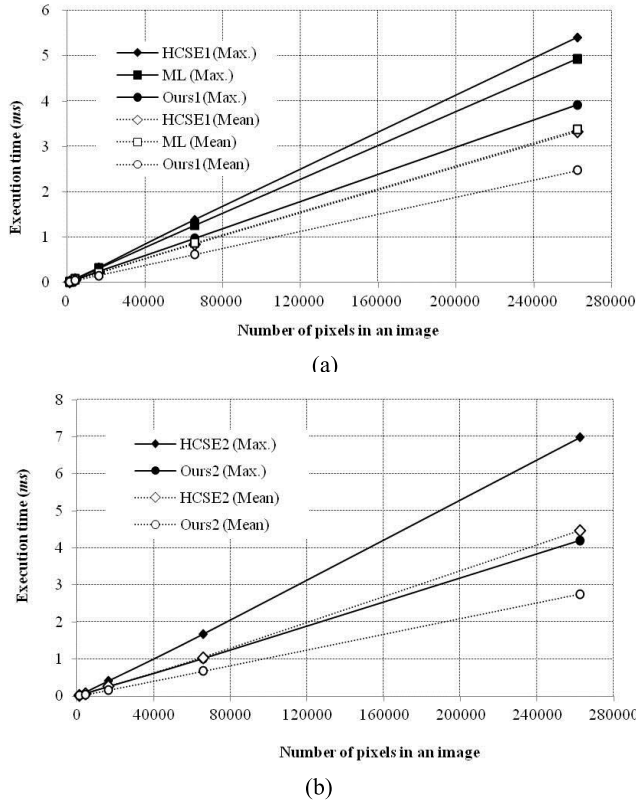 6
5
4
3
2
1
0
Execution time (ms)
HCSE1(Max.)
ML (Max.)
Ours1(Max.)
HCSE1(Mean)
ML (Mean)
Ours1(Mean)
0 40000 80000 120000 160000 200000 240000 280000
Number of pixels in an image
(a)
8
7
6
5
4
3
2
1
0
Execution time (ms)
HCSE2 (Max.)
Ours2 (Max.)
HCSE2 (Mean)
Ours2 (Mean)
0 40000 80000 120000 160000 200000 240000 280000
Number of pixels in an image
(b)